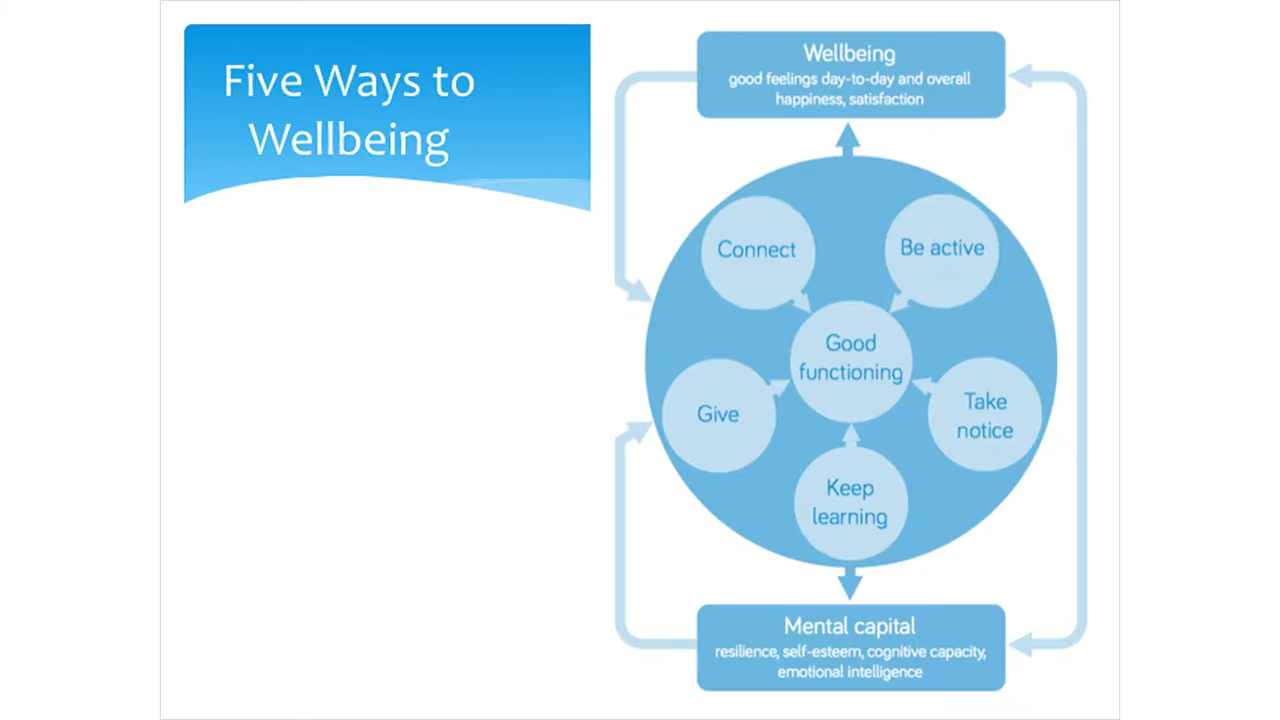 Five Ways to
Wellbeing
Wellbeing
good feelings day-to-day and overall
happiness, satisfaction
Connect
Be active
Good
functioning
Give
Take
notice
Keep
learning
Mental capital
resilience, self-esteem, cognitive capacity,
emotional intelligence